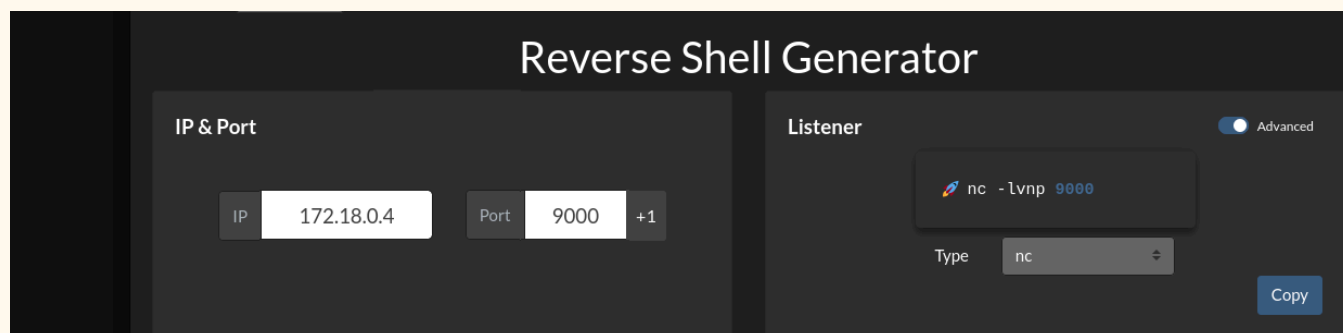 Reverse Shell Generator
IP & Port
IP 172.18.0.4 Port 9000 +1
Listener
Advanced
🚀 nc -lvnp 9000
Type nc
Copy